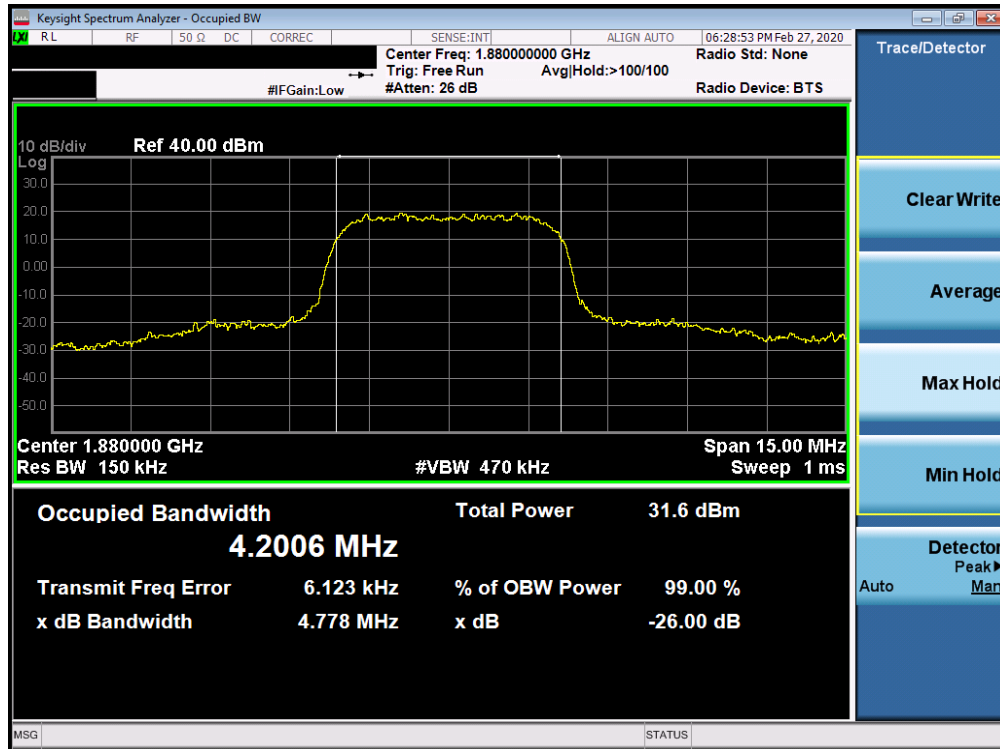 Keysight Spectrum Analyzer - Occupied BW
LXI RL RF 50 Ω DC CORREC SENSE:INT ALIGN AUTO 06:28:53 PM Feb 27, 2020
Center Freq: 1.880000000 GHz Radio Std: None
Trig: Free Run Avg|Hold:>100/100
#IFGain:Low #Atten: 26 dB Radio Device: BTS
10 dB/div Ref 40.00 dBm
Log
30.0
20.0
10.0
0.00
-10.0
-20.0
-30.0
-40.0
-50.0
Center 1.880000 GHz Span 15.00 MHz
Res BW 150 kHz #VBW 470 kHz Sweep 1 ms
Occupied Bandwidth Total Power 31.6 dBm
4.2006 MHz
Transmit Freq Error 6.123 kHz % of OBW Power 99.00 %
x dB Bandwidth 4.778 MHz x dB -26.00 dB
MSG STATUS
Trace/Detector
Clear Write
Average
Max Hold
Min Hold
Detector
Peak▶
Auto Man